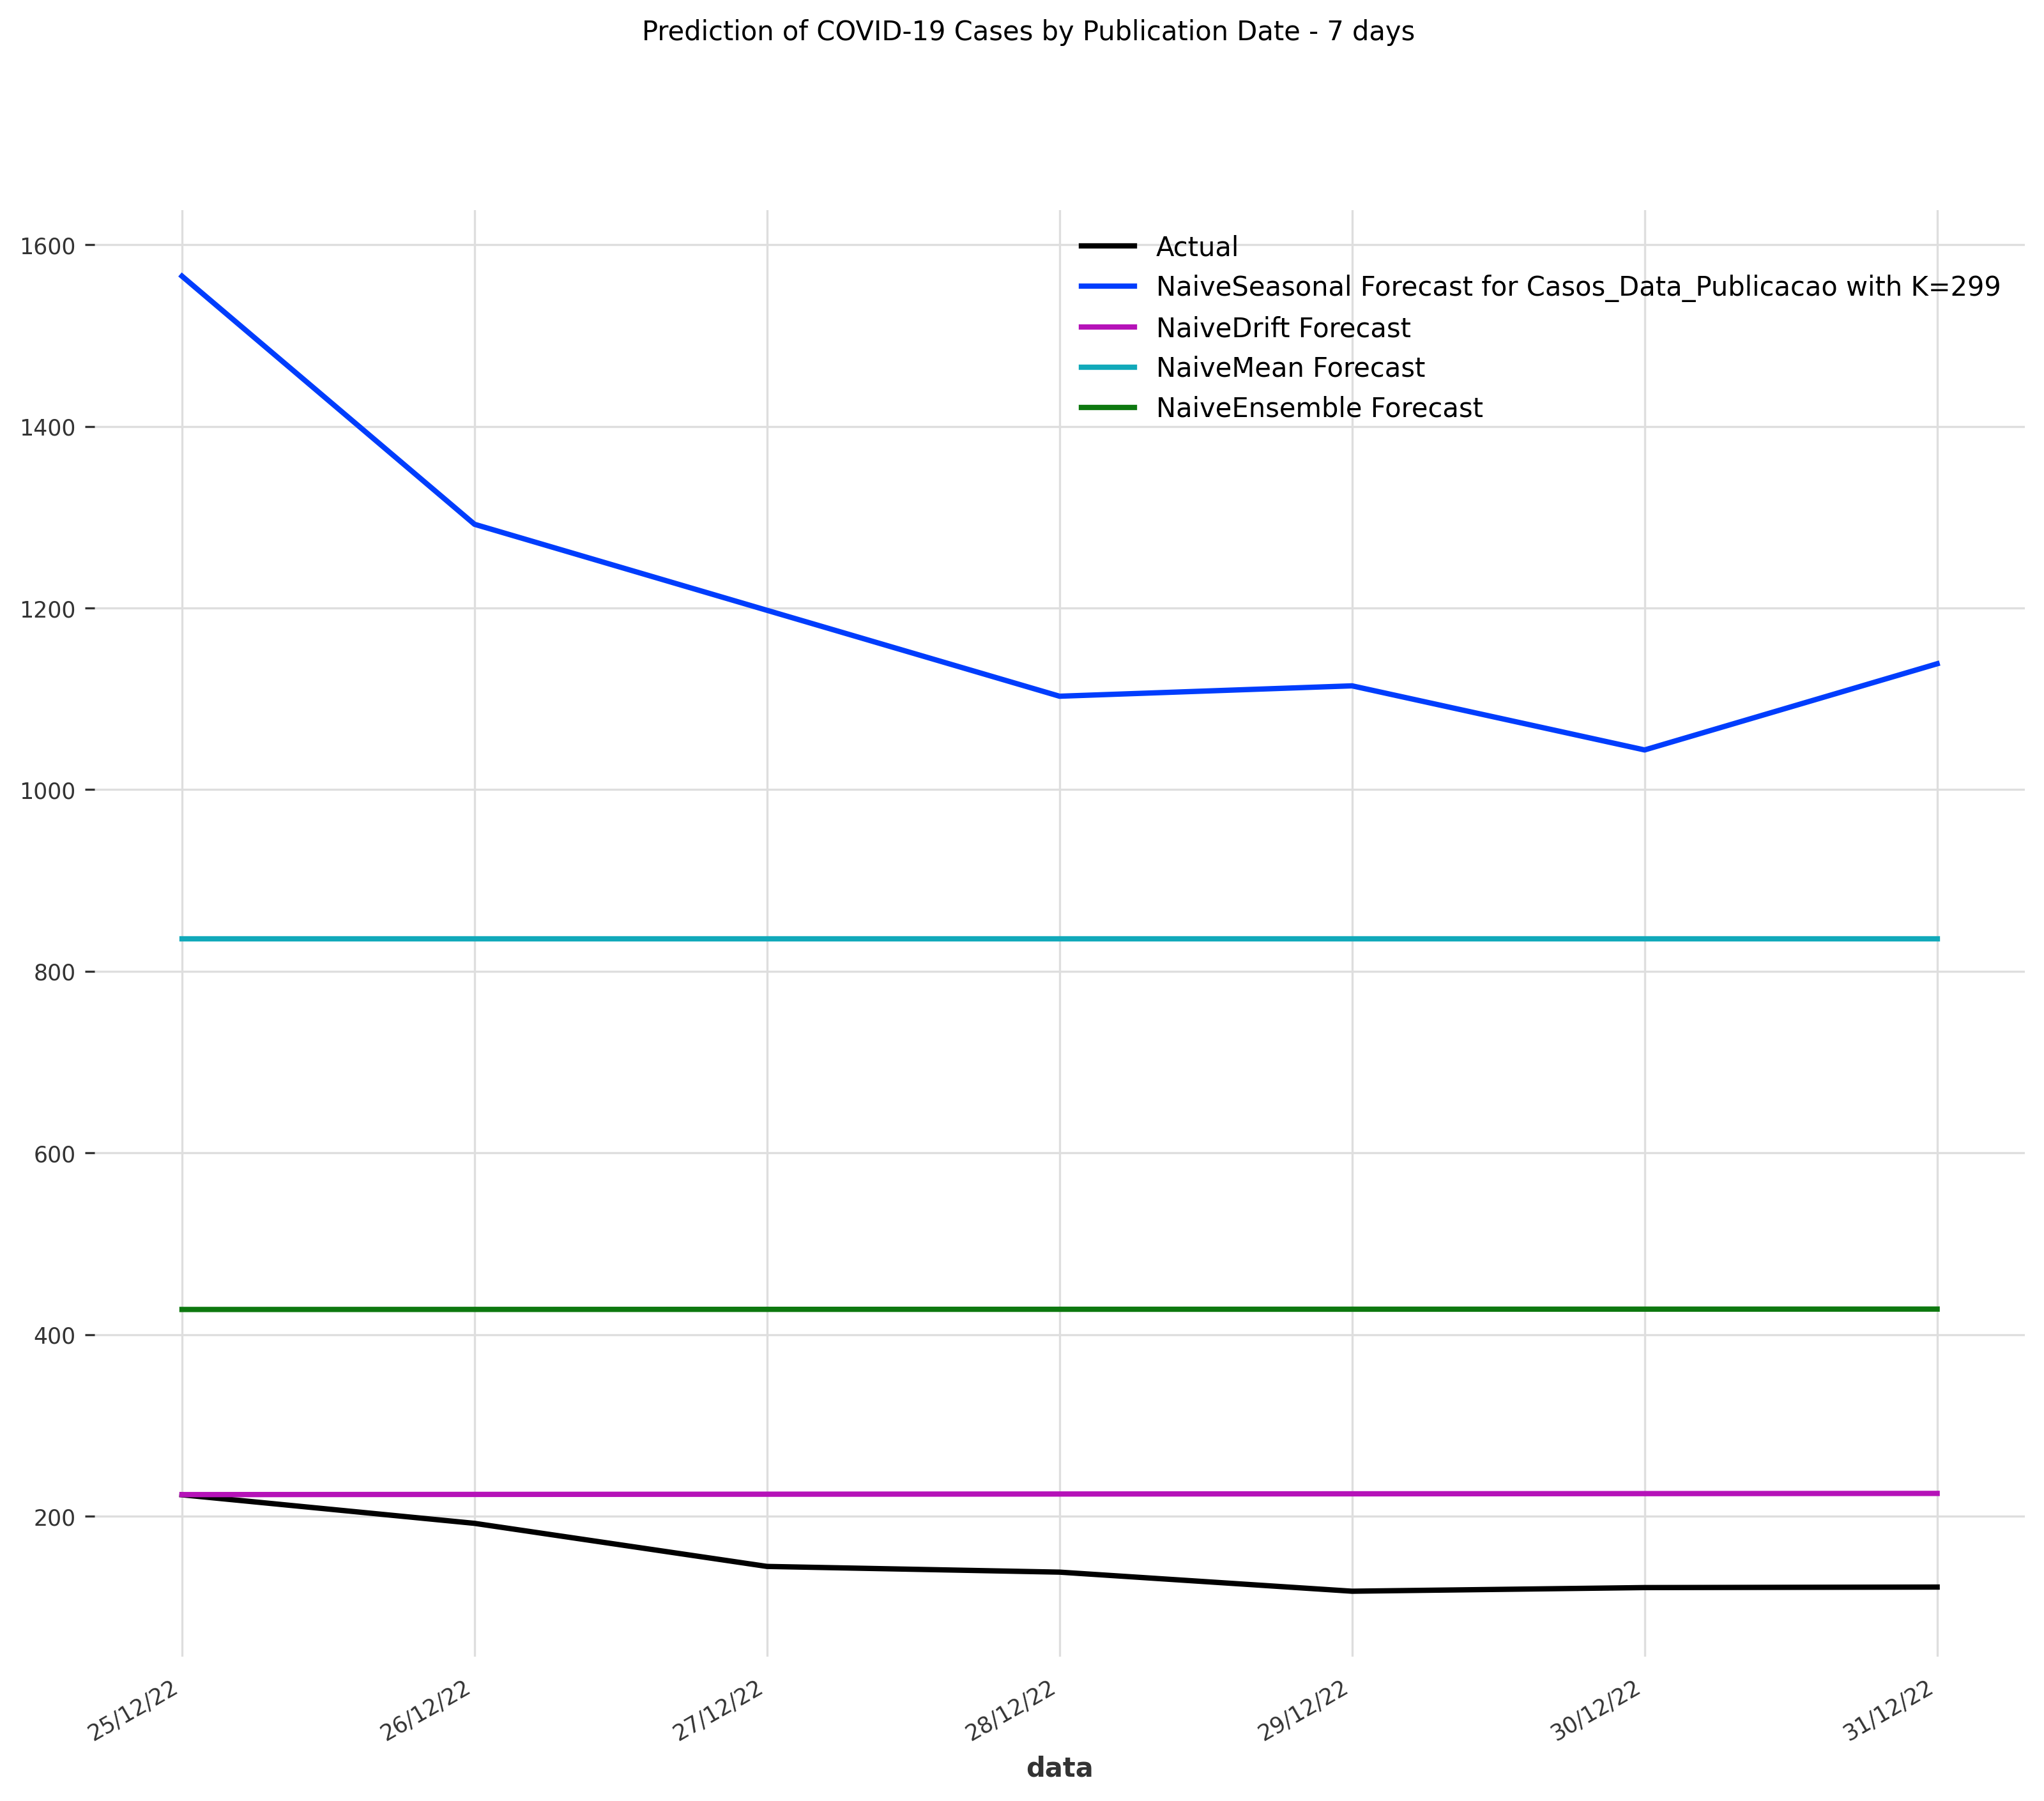 Prediction of COVID-19 Cases by Publication Date - 7 days
1600
1400
1200
1000
800
600
400
200
Actual
NaiveSeasonal Forecast for Casos_Data_Publicacao with K=299
NaiveDrift Forecast
NaiveMean Forecast
NaiveEnsemble Forecast
25/12/22
26/12/22
27/12/22
28/12/22
29/12/22
30/12/22
31/12/22
data